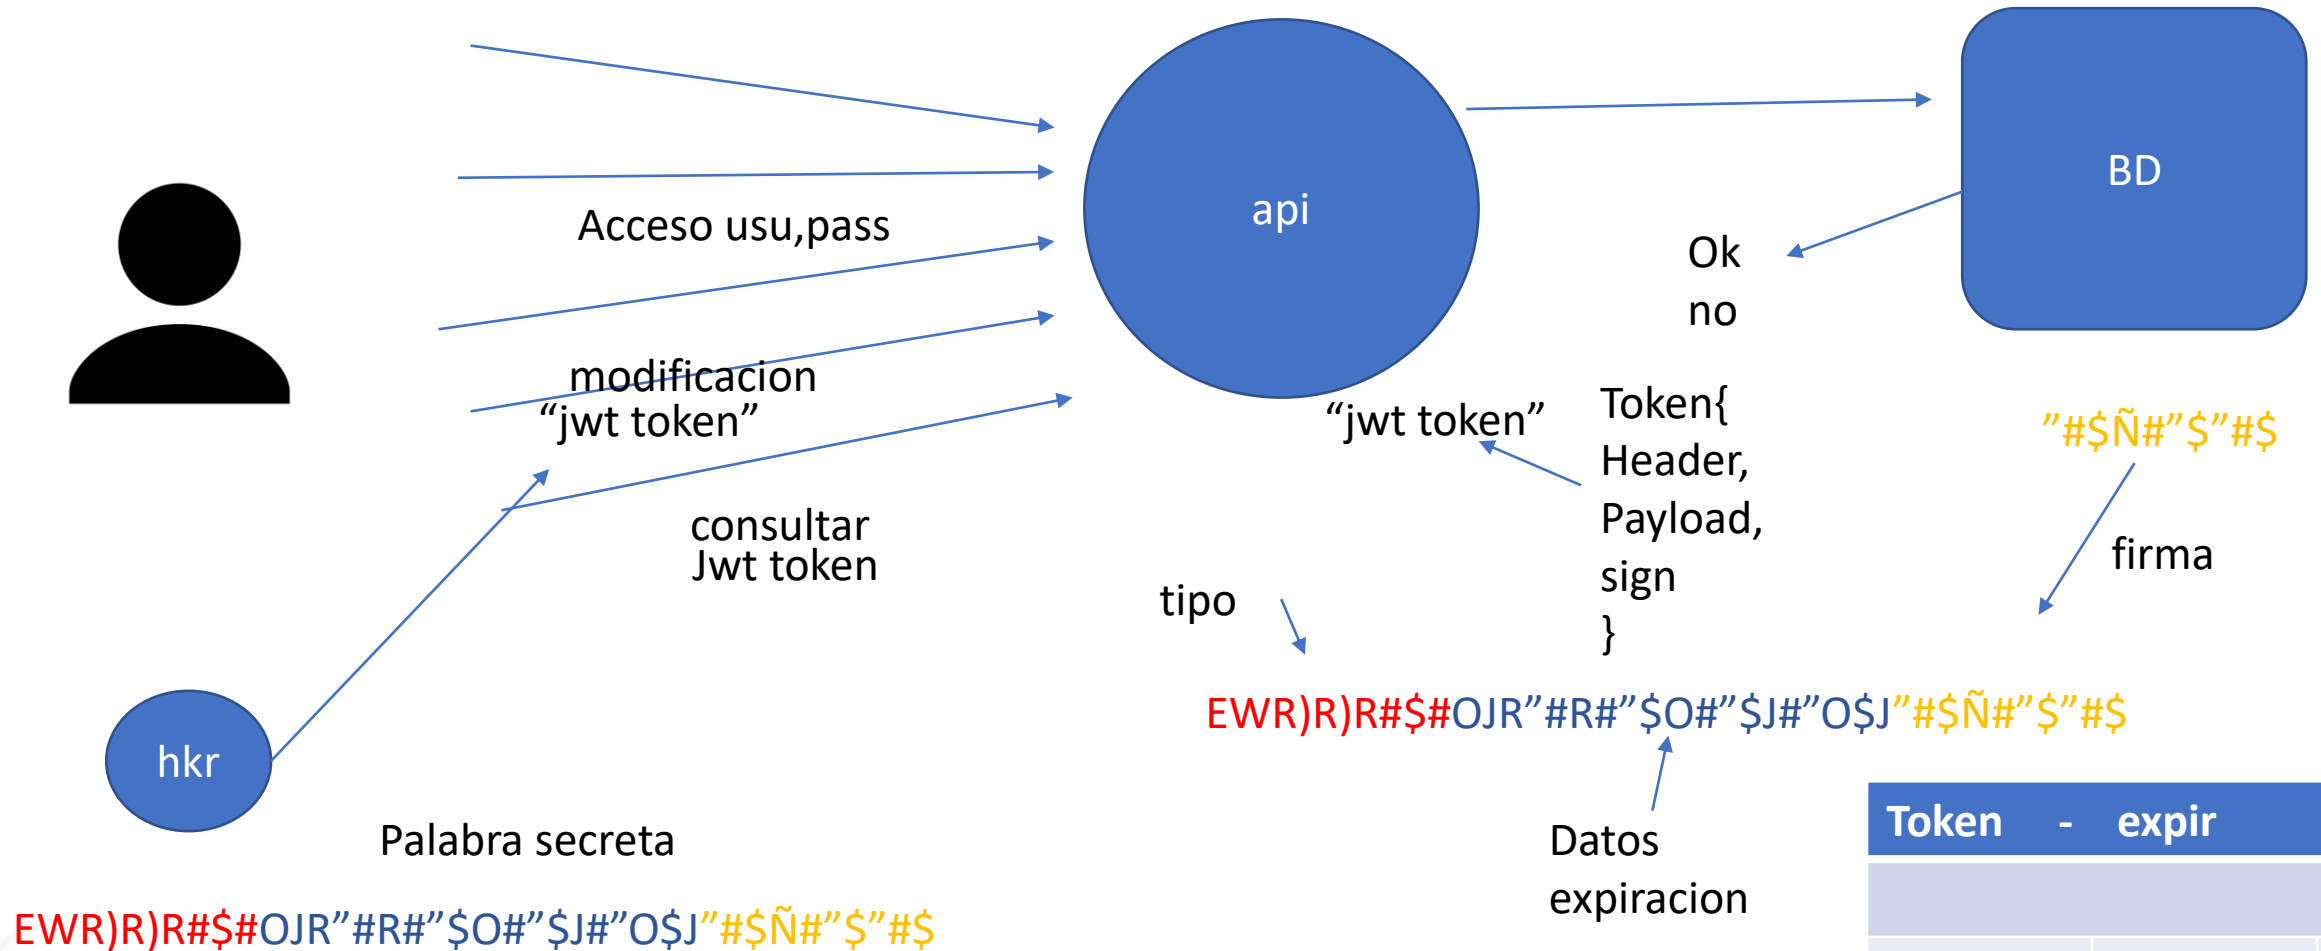 api
BD
Acceso usu,pass
Ok
no
modificacion
“jwt token”
“jwt token”
Token{
Header,
Payload,
sign
}
”#$Ñ#”$”#$
consultar
Jwt token
firma
tipo
EWR)R)R#$#OJR”#R#”$O#”$J#”O$J”#$Ñ#”$”#$
hkr
Palabra secreta
Datos
expiracion
Token - expir
EWR)R)R#$#OJR”#R#”$O#”$J#”O$J”#$Ñ#”$”#$